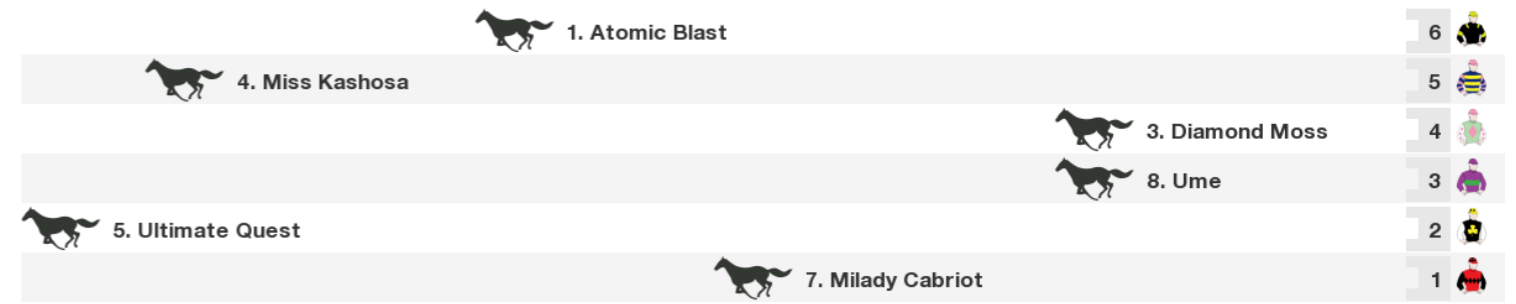 1. Atomic Blast 6
4. Miss Kashosa 5
3. Diamond Moss 4
8. Ume 3
5. Ultimate Quest 2
7. Milady Cabriot 1